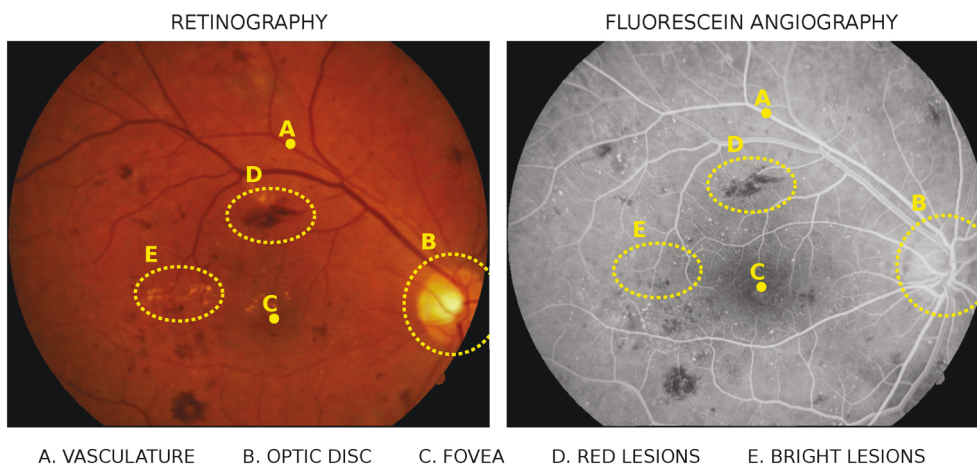 RETINOGRAPHY
FLUORESCEIN ANGIOGRAPHY
A
D
B
E
C
A
D
B
E
C
A. VASCULATURE B. OPTIC DISC C. FOVEA D. RED LESIONS E. BRIGHT LESIONS